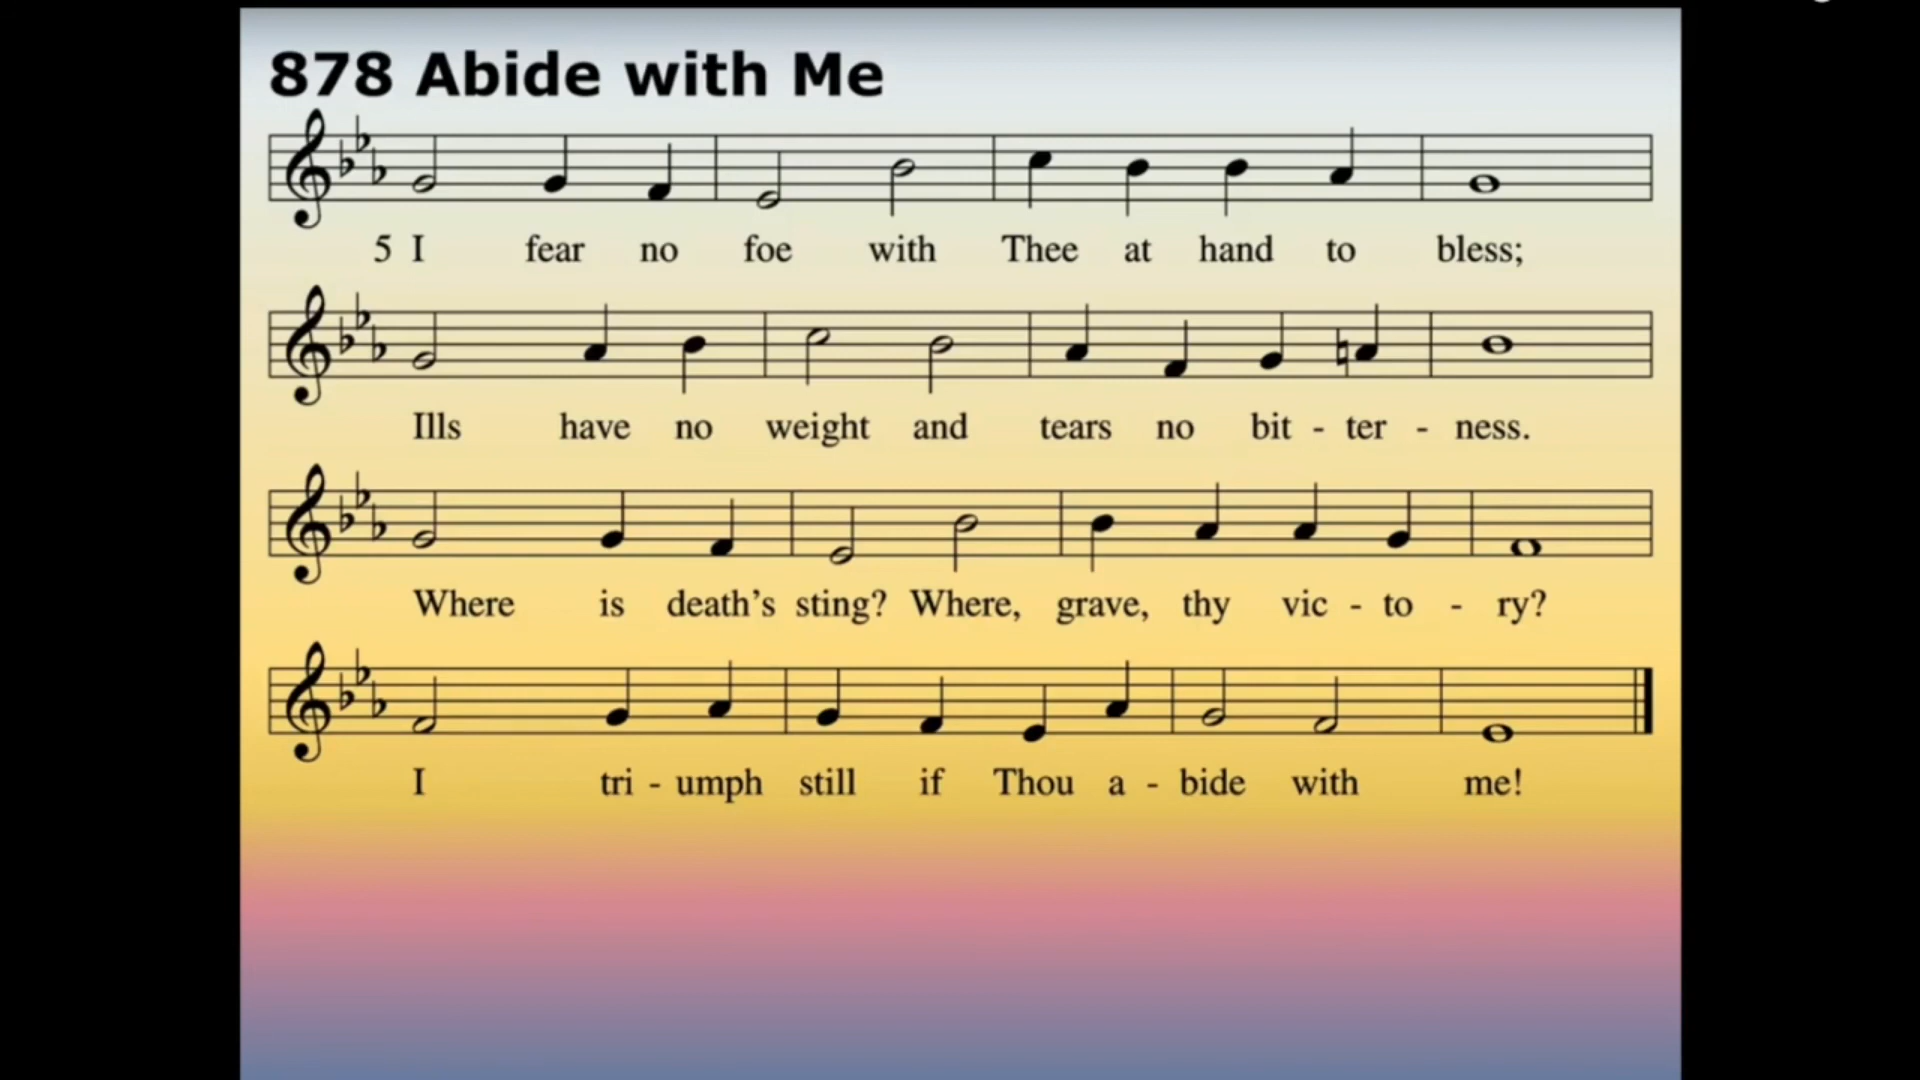 878 Abide with Me
5 I fear no foe with Thee at hand to bless;
Ills have no weight and tears no bit - ter - ness.
Where is death's sting? Where, grave, thy vic - to - ry?
I tri - umph still if Thou a - bide with me!